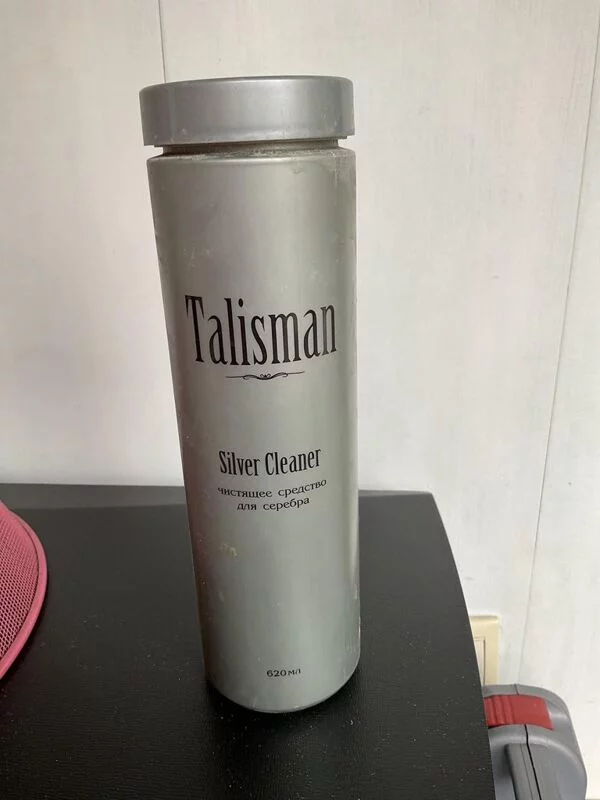 Talisman
Silver Cleaner
чистящее средство
для серебра
620мл